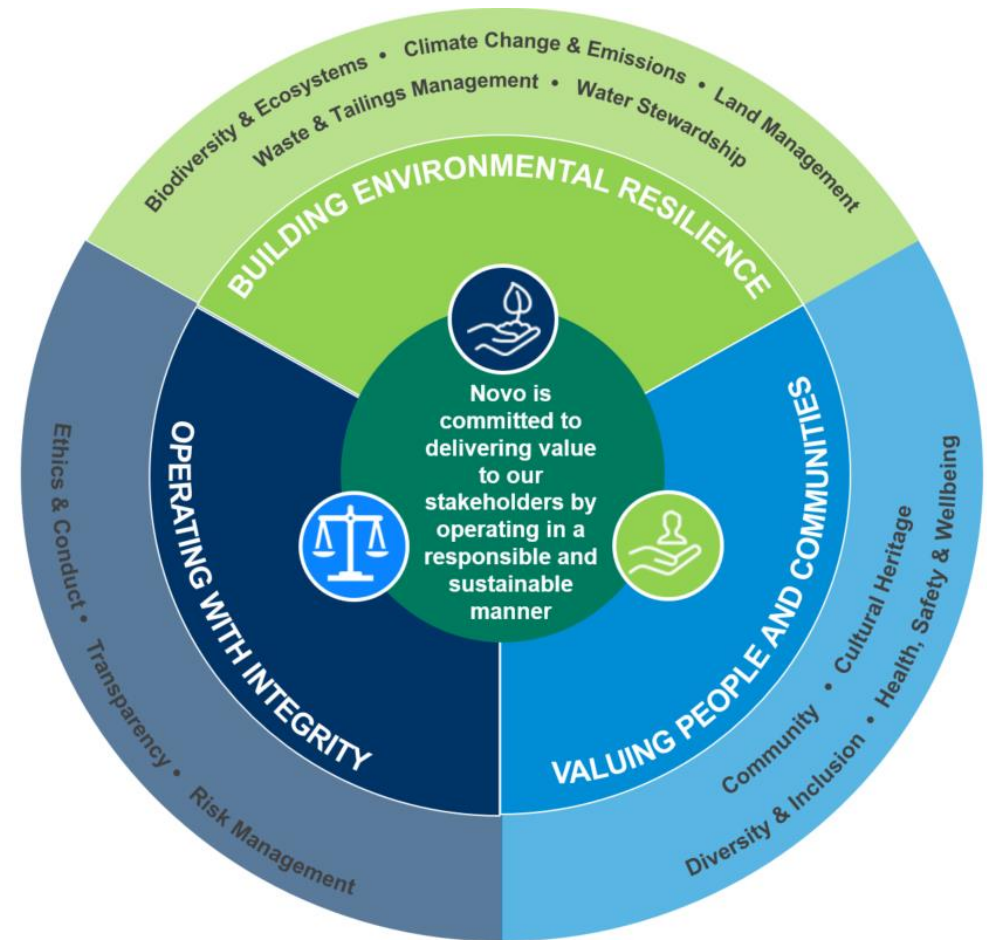 Biodiversity & Ecosystems • Climate Change & Emissions • Land Management
Waste & Tailings Management • Water Stewardship
BUILDING ENVIRONMENTAL RESILIENCE
Novo is
committed to
delivering value
to our
stakeholders by
operating in a
responsible and
sustainable
manner
OPERATING WITH INTEGRITY
Ethics & Conduct • Transparency • Risk Management
VALUING PEOPLE AND COMMUNITIES
Community • Cultural Heritage
Diversity & Inclusion • Health, Safety & Wellbeing